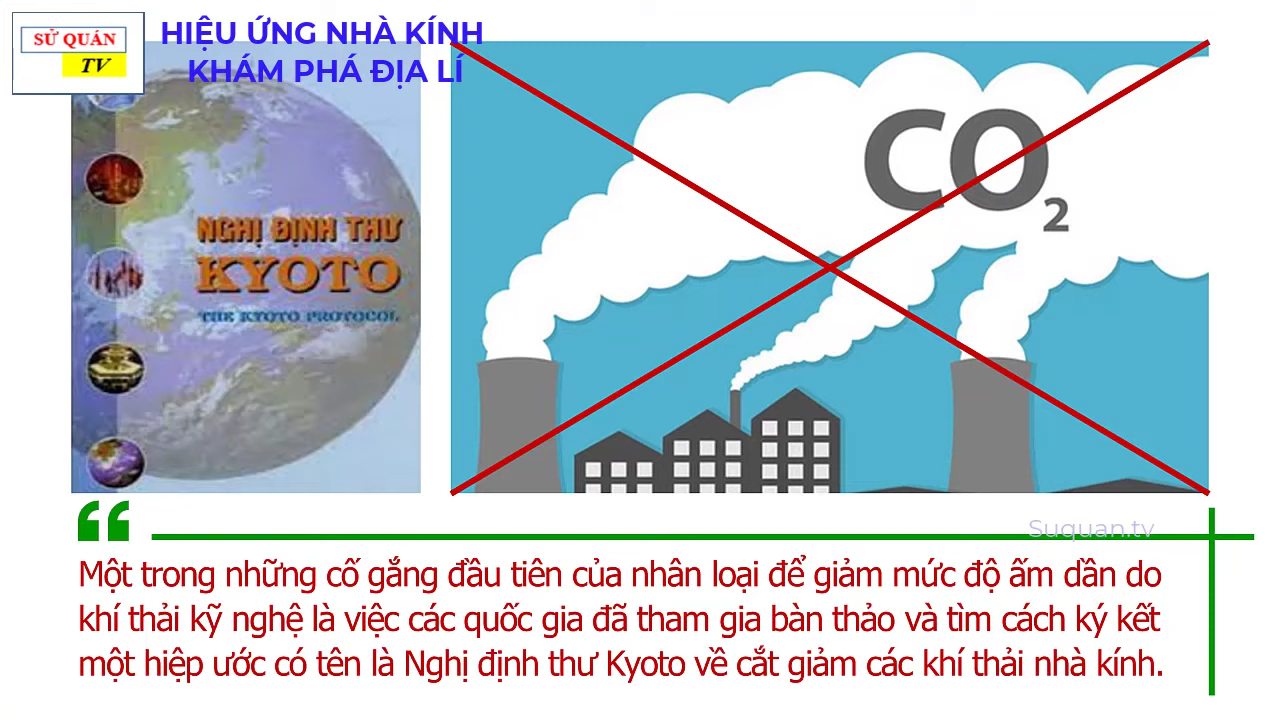 SỬ QUÁN
TV
HIỆU ỨNG NHÀ KÍNH
KHÁM PHÁ ĐỊA LÍ
NGHỊ ĐỊNH THƯ
KYOTO
THE KYOTO PROTOCOL
CO2
Suquan.tv
Một trong những cố gắng đầu tiên của nhân loại để giảm mức độ ấm dần do
khí thải kỹ nghệ là việc các quốc gia đã tham gia bàn thảo và tìm cách ký kết
một hiệp ước có tên là Nghị định thư Kyoto về cắt giảm các khí thải nhà kính.